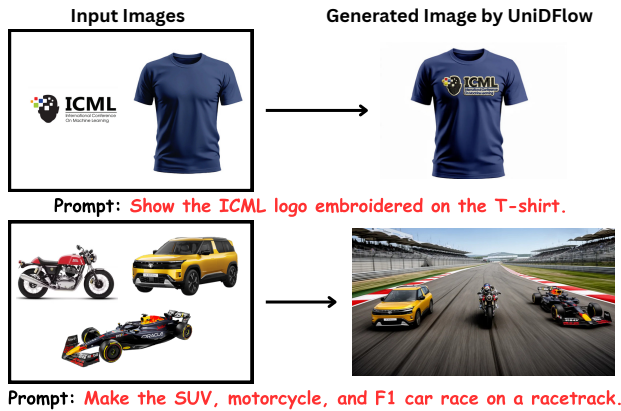 Input Images
Generated Image by UniDFlow
ICML
International Conference
On Machine Learning
ICML
Prompt: Show the ICML logo embroidered on the T-shirt.
ORACLE
Prompt: Make the SUV, motorcycle, and F1 car race on a racetrack.